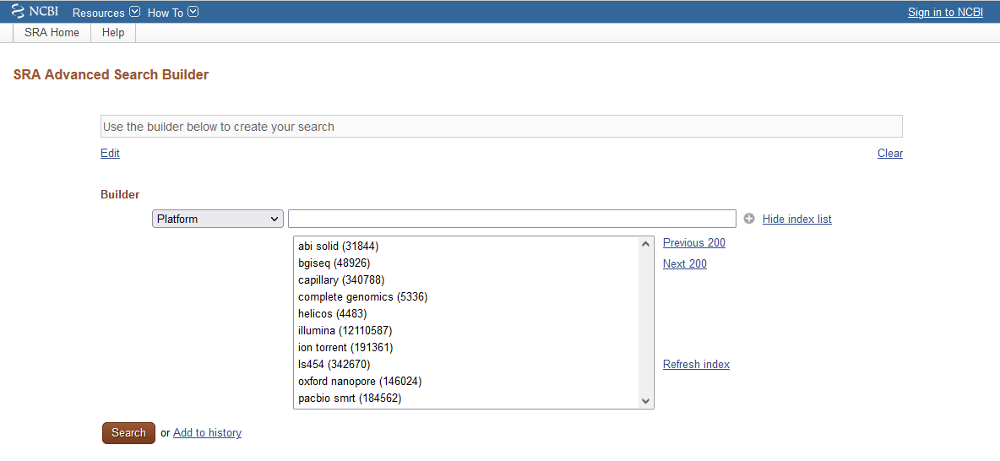 NCBI Resources How To Sign in to NCBI
SRA Home Help
SRA Advanced Search Builder
Use the builder below to create your search
Edit Clear
Builder
Platform Hide index list
abi solid (31844) Previous 200
bgiseq (48926) Next 200
capillary (340788)
complete genomics (5336)
helicos (4483)
illumina (12110587)
ion torrent (191361)
ls454 (342670) Refresh index
oxford nanopore (146024)
pacbio smrt (184562)
Search or Add to history